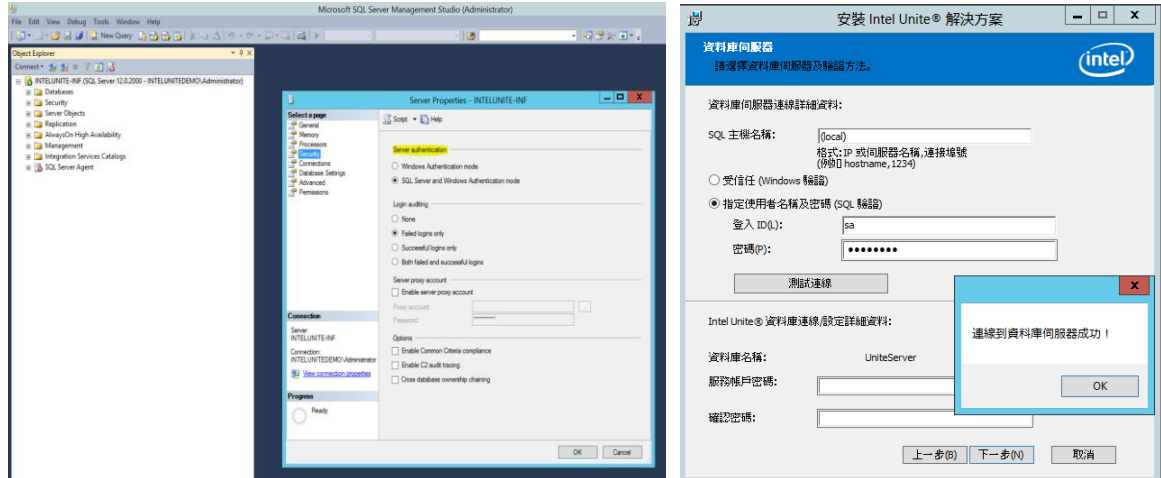 Microsoft SQL Server Management Studio (Administrator)
File Edit View Debug Tools Window Help
New Query
Object Explorer
Connect
INTELUNITE-INF (SQL Server 12.0.2000 - INTELUNITEDEMO\Administrator)
Databases
Security
Server Objects
Replication
AlwaysOn High Availability
Management
Integration Services Catalogs
SQL Server Agent
Server Properties - INTELUNITE-INF
Select a page
General
Memory
Processors
Security
Connections
Database Settings
Advanced
Permissions
Script Help
Server authentication
Windows Authentication mode
SQL Server and Windows Authentication mode
Login auditing
None
Failed logins only
Successful logins only
Both failed and successful logins
Server proxy account
Enable server proxy account
Proxy account:
Password:
Options
Enable Common Criteria compliance
Enable C2 audit tracing
Cross database ownership chaining
Connection
Server:
INTELUNITE-INF
Connection:
INTELUNITEDEMO\Administrator
View connection properties
Progress
Ready
OK Cancel
安裝 Intel Unite® 解決方案
資料庫伺服器
請選擇資料庫伺服器及驗證方法。
intel
資料庫伺服器連線詳細資料:
SQL 主機名稱: (local)
格式:IP 或伺服器名稱,連接埠號
(例如 hostname,1234)
受信任 (Windows 驗證)
指定使用者名稱及密碼 (SQL 驗證)
登入 ID(L): sa
密碼(P): ••••••••
測試連線
Intel Unite® 資料庫連線/設定詳細資料:
資料庫名稱: UniteServer
服務帳戶密碼:
確認密碼:
上一步(B) 下一步(N) 取消
x
連線到資料庫伺服器成功！
OK